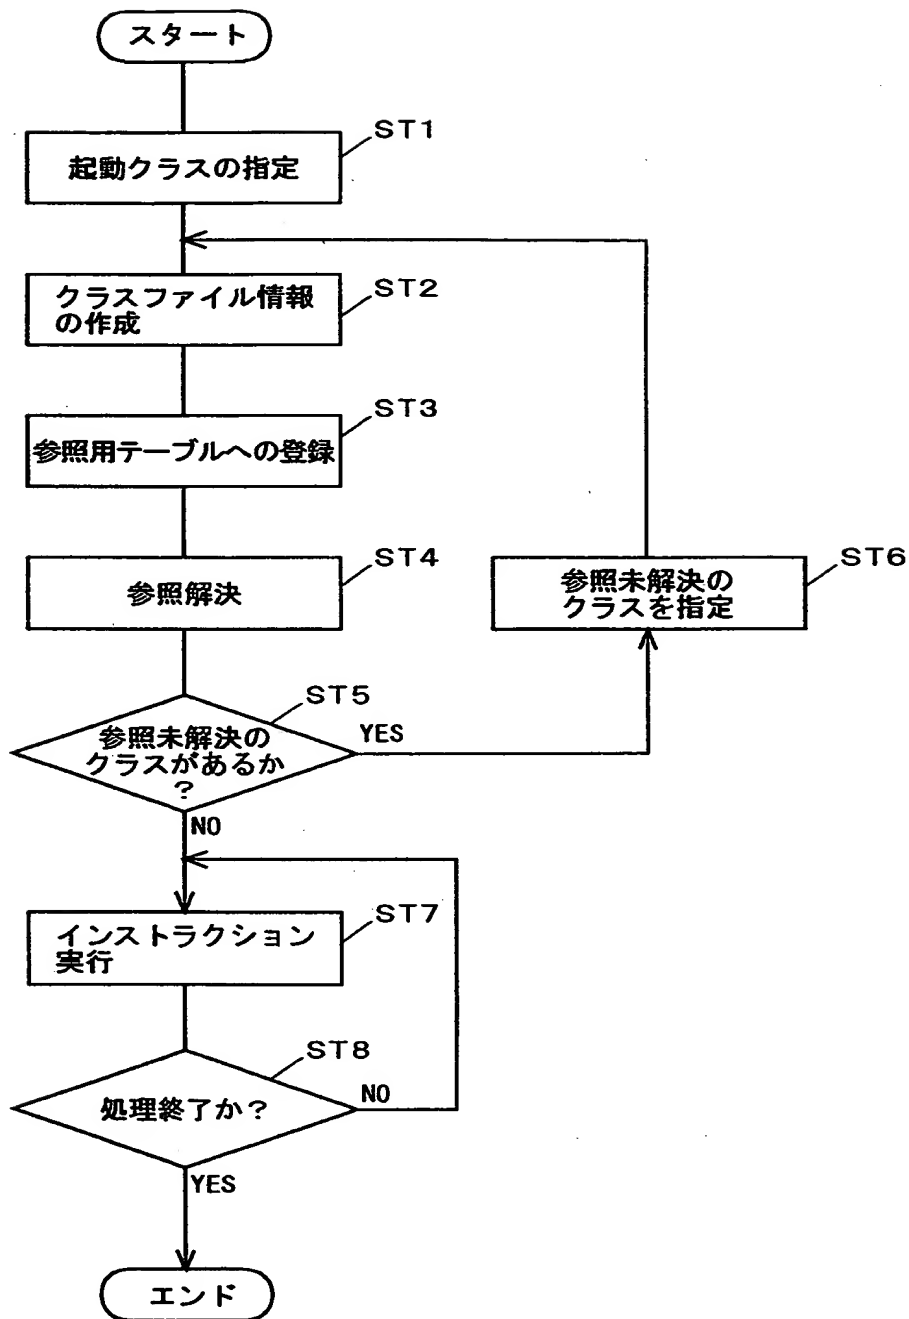 スタート
ST1
起動クラスの指定
ST2
クラスファイル情報
の作成
ST3
参照用テーブルへの登録
ST4
参照解決
ST6
参照未解決の
クラスを指定
ST5
参照未解決の
クラスがあるか
?
YES
NO
ST7
インストラクション
実行
ST8
処理終了か?
NO
YES
エンド